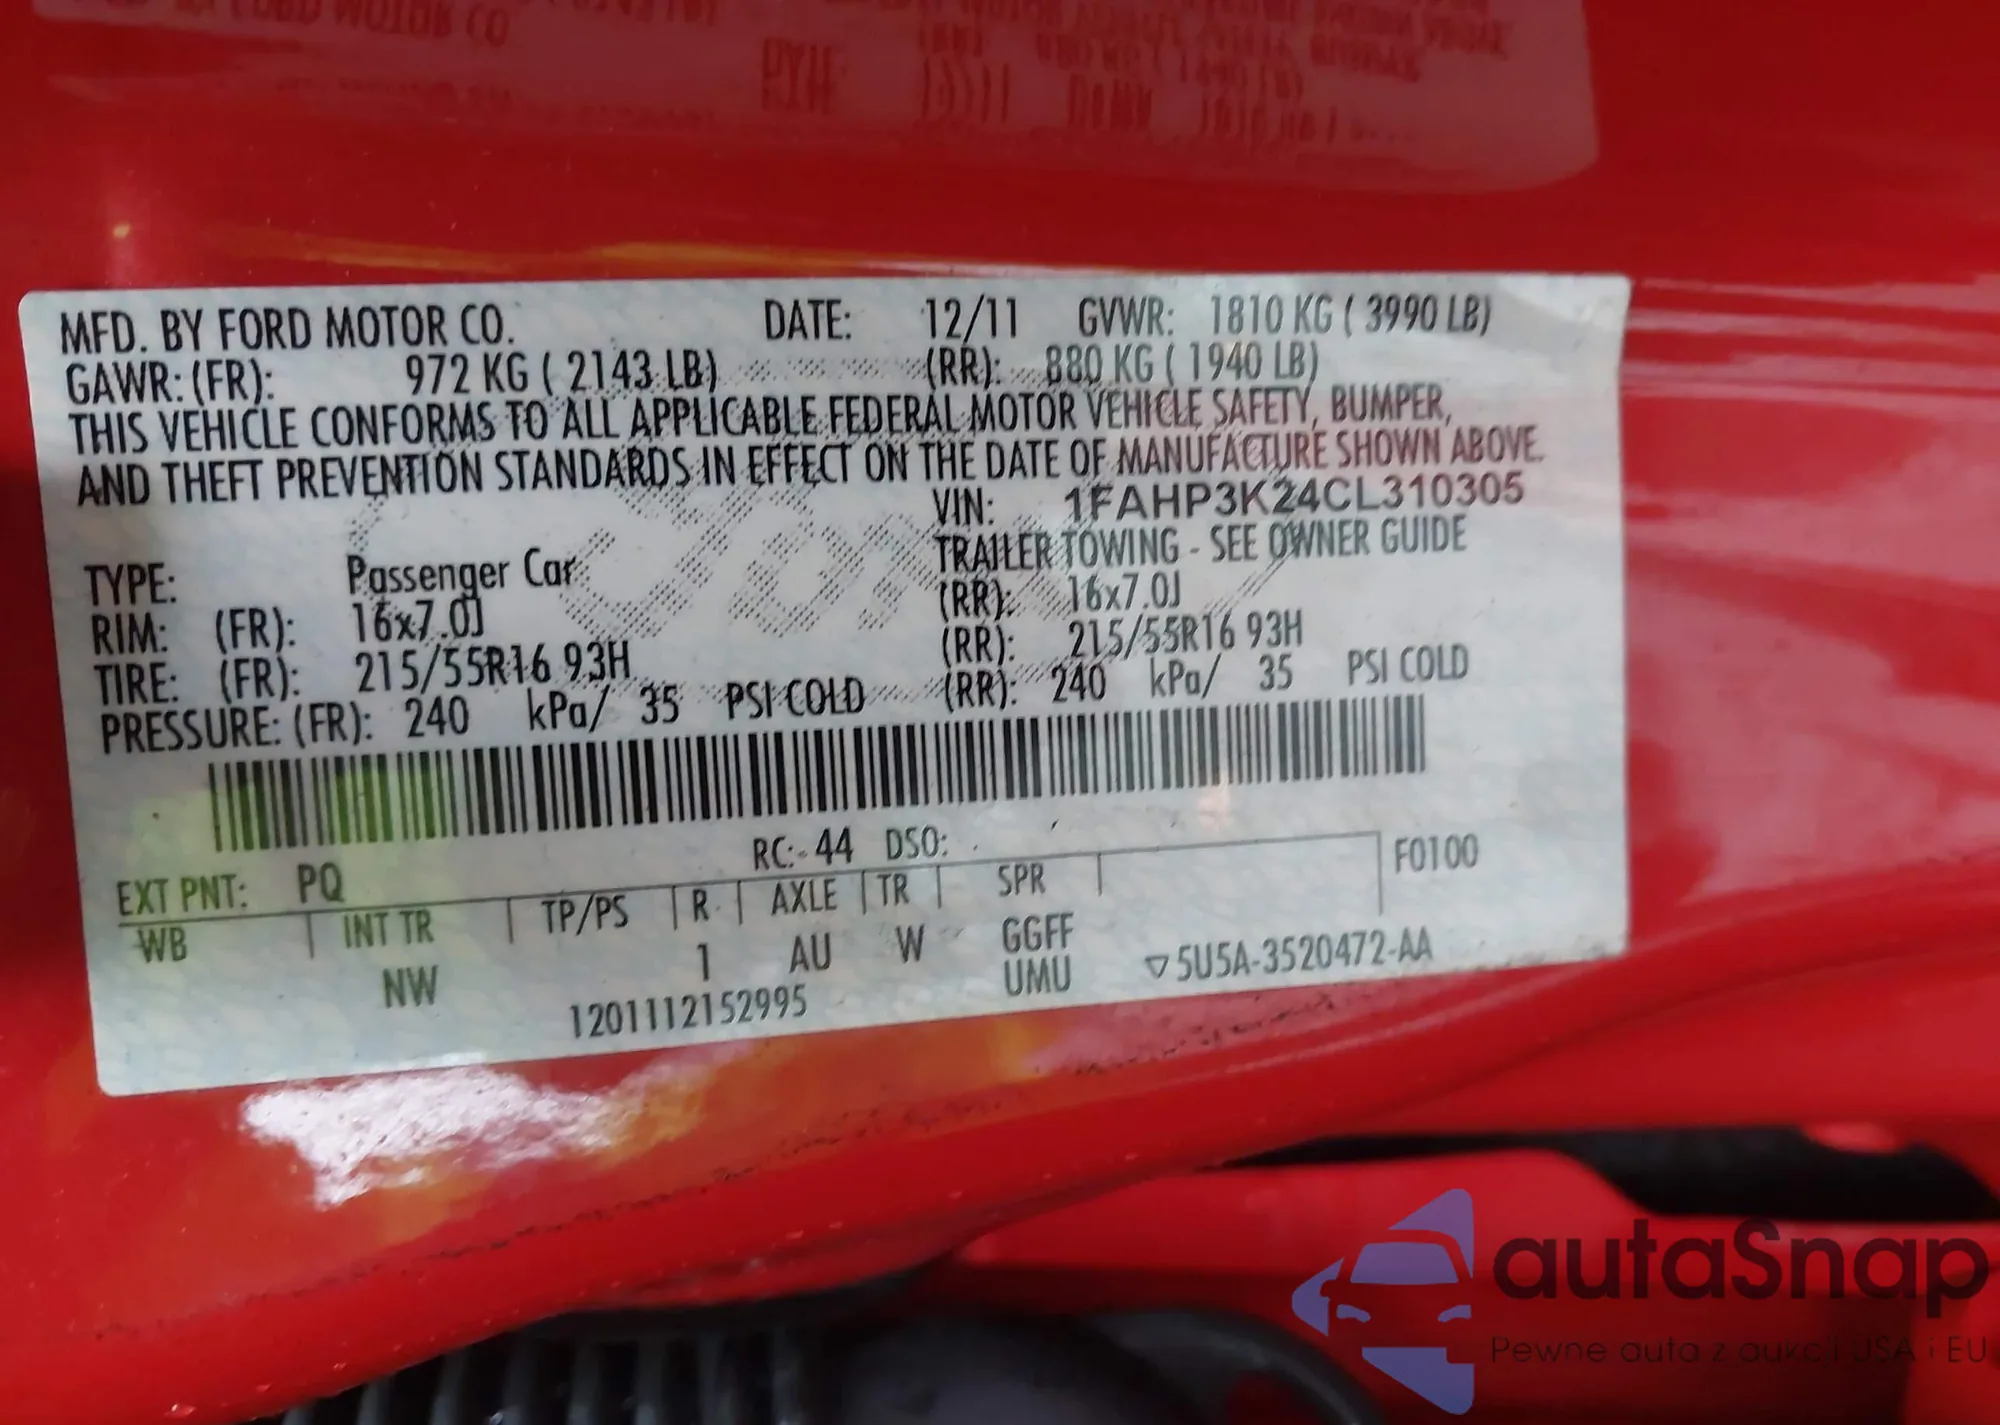 MFD. BY FORD MOTOR CO. DATE: 12/11 GVWR: 1810 KG ( 3990 LB)
GAWR: (FR): 972 KG ( 2143 LB) (RR): 880 KG ( 1940 LB)
THIS VEHICLE CONFORMS TO ALL APPLICABLE FEDERAL MOTOR VEHICLE SAFETY, BUMPER,
AND THEFT PREVENTION STANDARDS IN EFFECT ON THE DATE OF MANUFACTURE SHOWN ABOVE.
VIN: 1FAHP3K24CL310305
TYPE: Passenger Car TRAILER TOWING - SEE OWNER GUIDE
RIM: (FR): 16x7.0J (RR): 16x7.0J
TIRE: (FR): 215/55R16 93H (RR): 215/55R16 93H
PRESSURE: (FR): 240 kPa/ 35 PSI COLD (RR): 240 kPa/ 35 PSI COLD
RC: 44 DSO:
EXT PNT: PQ F0100
WB INT TR TP/PS R AXLE TR SPR
NW 1 AU W GGFF
UMU ▽5U5A-3520472-AA
1201112152995
autaSnap
Pewne auta z aukcji USA i EU